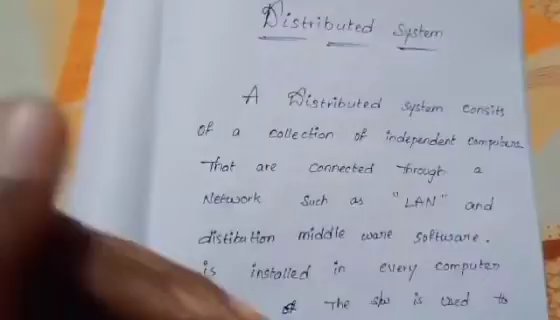 Distributed System
A Distributed system consits
of a collection of independent computers
That are connected Through a
Network Such as "LAN" and
distibution middle ware software.
is installed in every computer
The s/w is used to